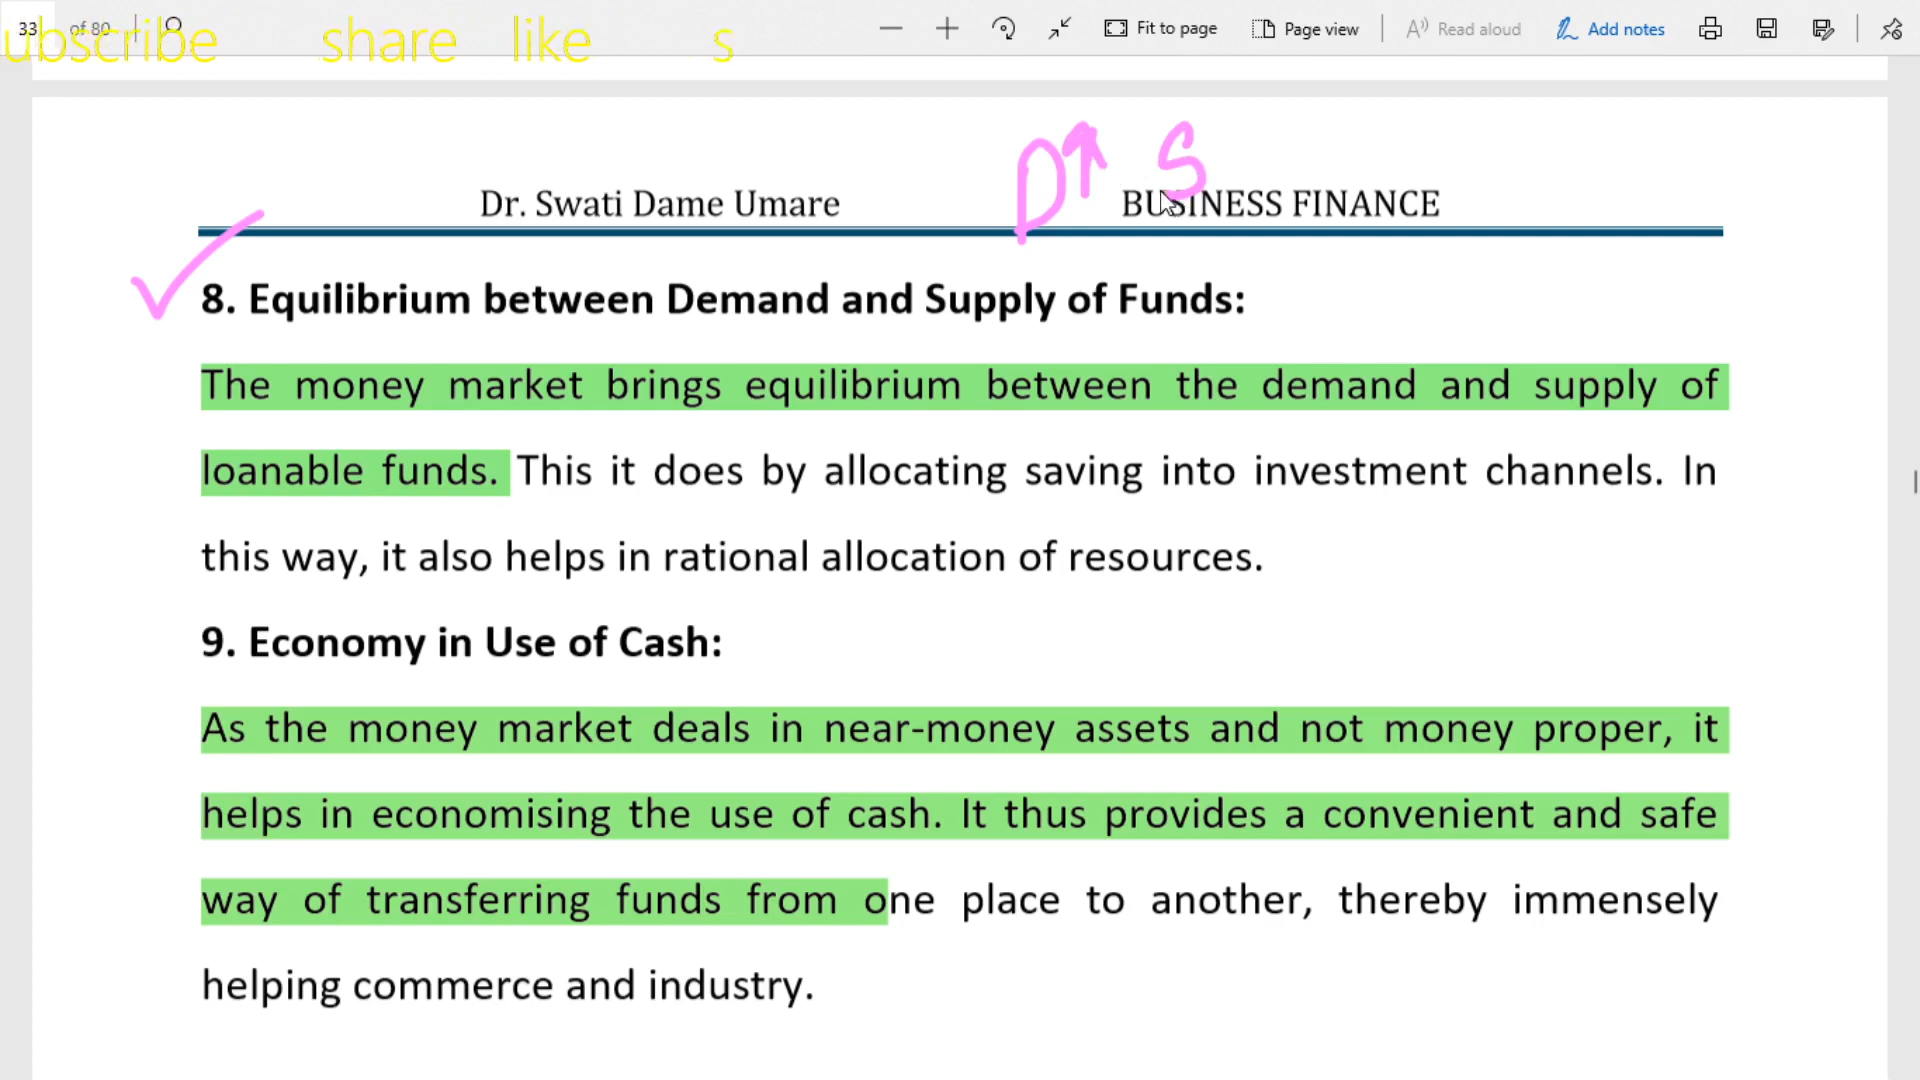 33 of 80
Fit to page
Page view
Read aloud
Add notes
ubscribe share like s
D↑ S
Dr. Swati Dame Umare BUSINESS FINANCE
8. Equilibrium between Demand and Supply of Funds:
The money market brings equilibrium between the demand and supply of
loanable funds. This it does by allocating saving into investment channels. In
this way, it also helps in rational allocation of resources.
9. Economy in Use of Cash:
As the money market deals in near-money assets and not money proper, it
helps in economising the use of cash. It thus provides a convenient and safe
way of transferring funds from one place to another, thereby immensely
helping commerce and industry.